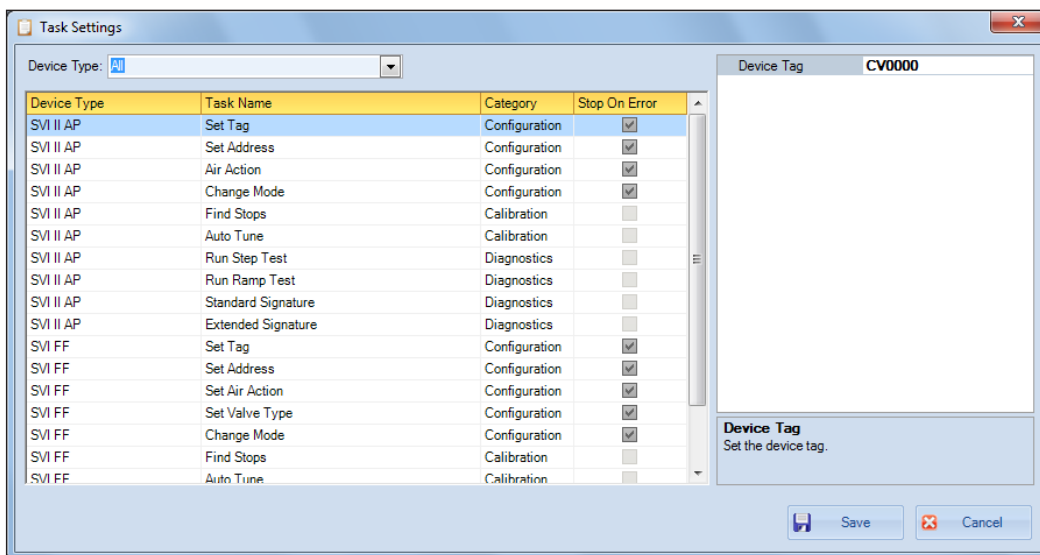 Task Settings
Device Type: All
Device Type Task Name Category Stop On Error
SVI II AP Set Tag Configuration
SVI II AP Set Address Configuration
SVI II AP Air Action Configuration
SVI II AP Change Mode Configuration
SVI II AP Find Stops Calibration
SVI II AP Auto Tune Calibration
SVI II AP Run Step Test Diagnostics
SVI II AP Run Ramp Test Diagnostics
SVI II AP Standard Signature Diagnostics
SVI II AP Extended Signature Diagnostics
SVI FF Set Tag Configuration
SVI FF Set Address Configuration
SVI FF Set Air Action Configuration
SVI FF Set Valve Type Configuration
SVI FF Change Mode Configuration
SVI FF Find Stops Calibration
SVI FF Auto Tune Calibration
Device Tag CV0000
Device Tag
Set the device tag.
Save Cancel